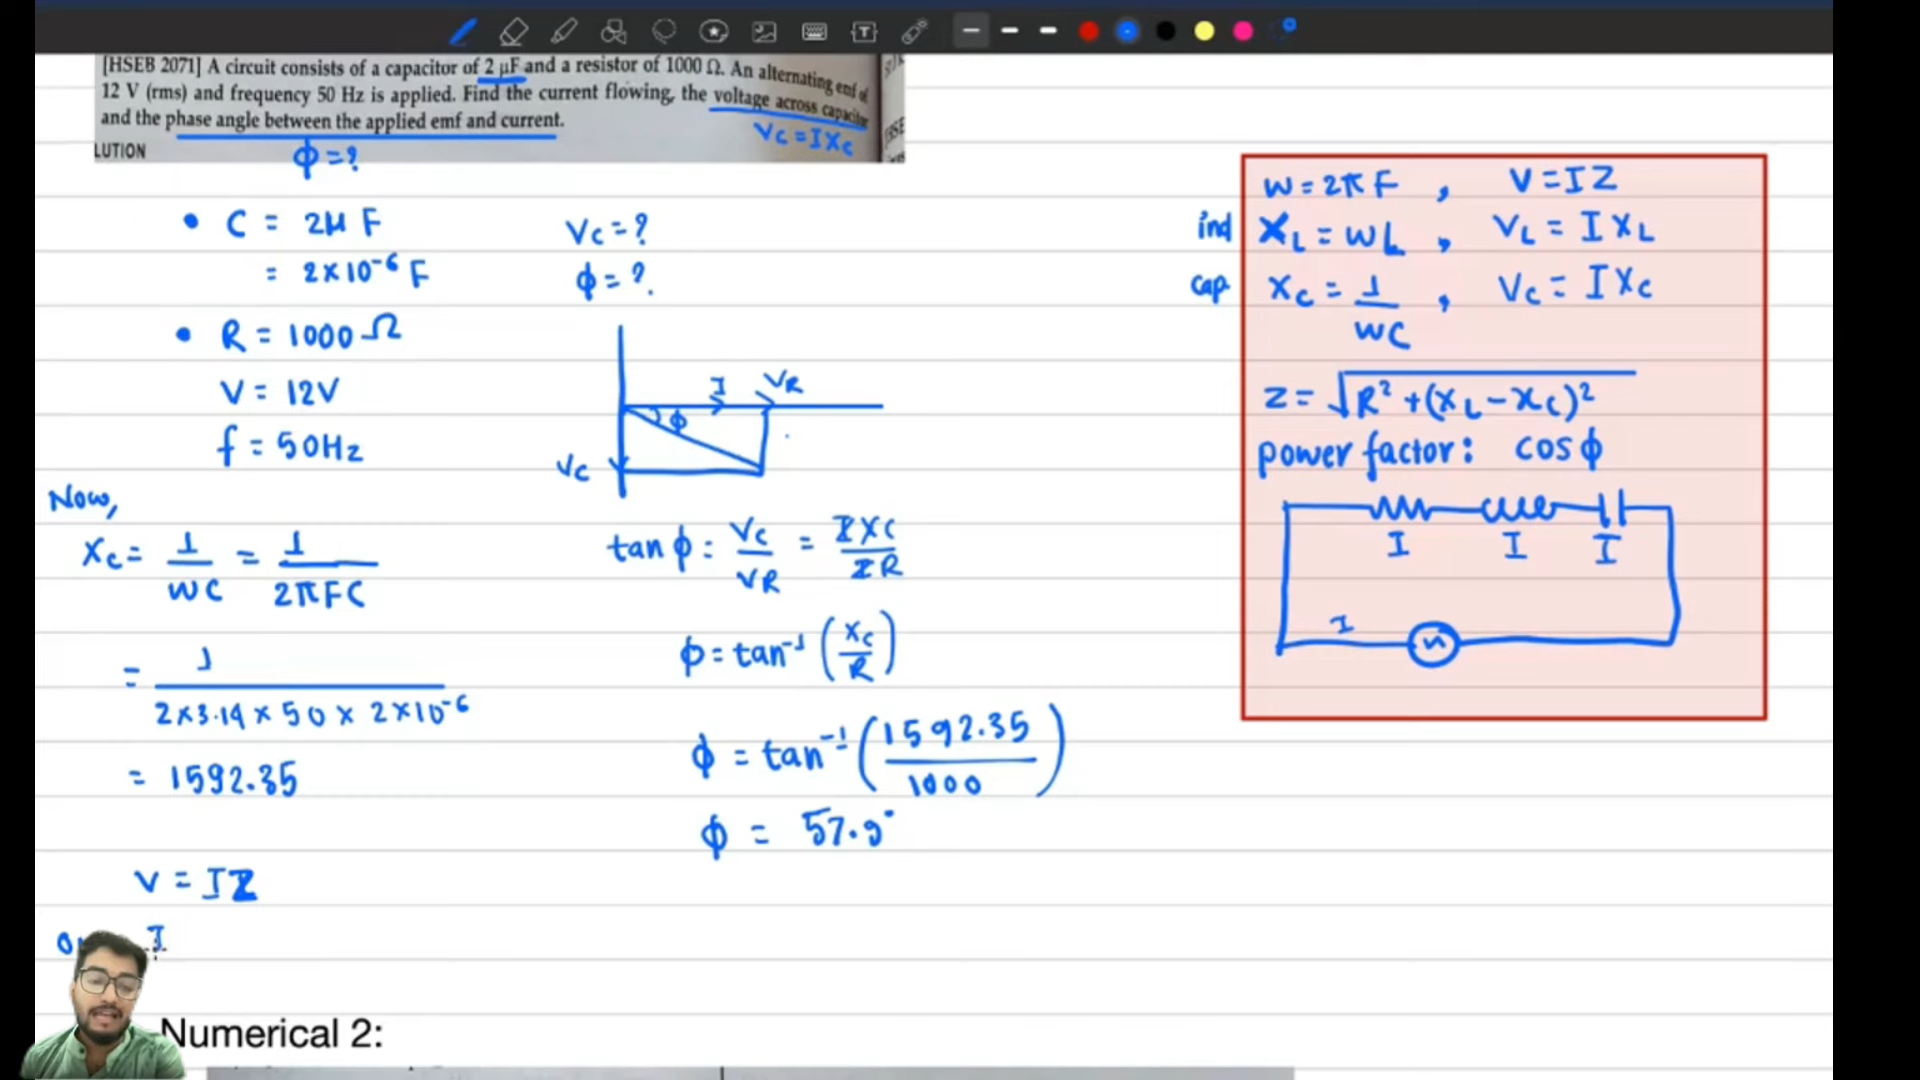 [HSEB 2071] A circuit consists of a capacitor of 2 μF and a resistor of 1000 Ω. An alternating emf of
12 V (rms) and frequency 50 Hz is applied. Find the current flowing, the voltage across capacitor
and the phase angle between the applied emf and current.
Vc = IXc
LUTION
ϕ = ?
• C = 2μ F
= 2×10⁻⁶ F
• R = 1000 Ω
V = 12V
f = 50Hz
Vc = ?
ϕ = ?
I VR
ϕ
Vc
Now,
Xc = 1/WC = 1/2πFC
= 1/2×3.14×50×2×10⁻⁶
= 1592.35
V = IZ
I
tan ϕ = Vc/VR = IXC/IR
ϕ = tan⁻¹ (Xc/R)
ϕ = tan⁻¹ (1592.35/1000)
ϕ = 57.9°
W = 2πF , V = IZ
ind XL = WL , VL = IXL
cap. Xc = 1/WC , Vc = IXc
Z = √R² + (XL - Xc)²
power factor: cos ϕ
I I I
I
Numerical 2: